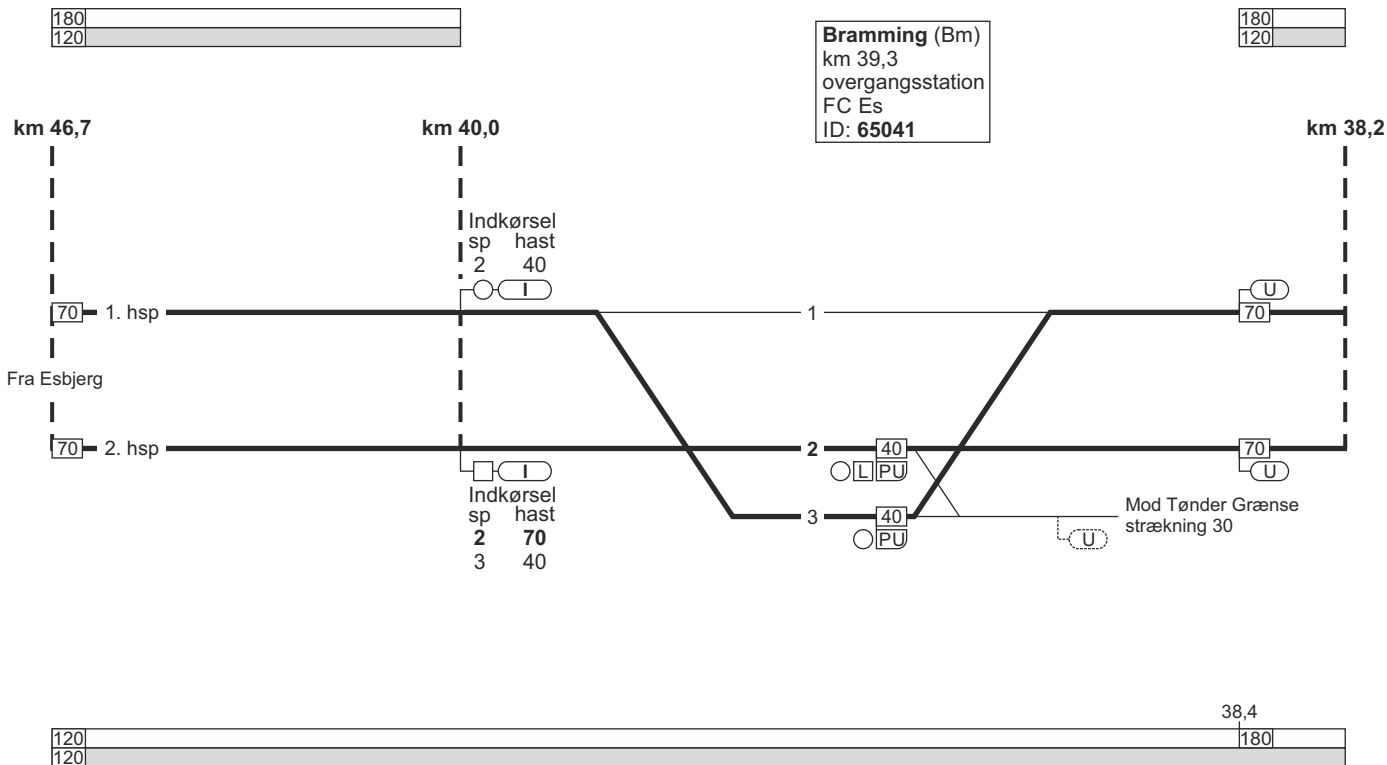 180
120
Bramming (Bm)
km 39,3
overgangsstation
FC Es
ID: 65041
180
120
km 46,7
km 40,0
km 38,2
Indkørsel
sp hast
2 40
I
U
70 1. hsp
1
70
Fra Esbjerg
70 2. hsp
2 40
70
I
L PU
U
Indkørsel
sp hast
2 70
3 40
3 40
PU
Mod Tønder Grænse
strækning 30
U
38,4
120
180
120